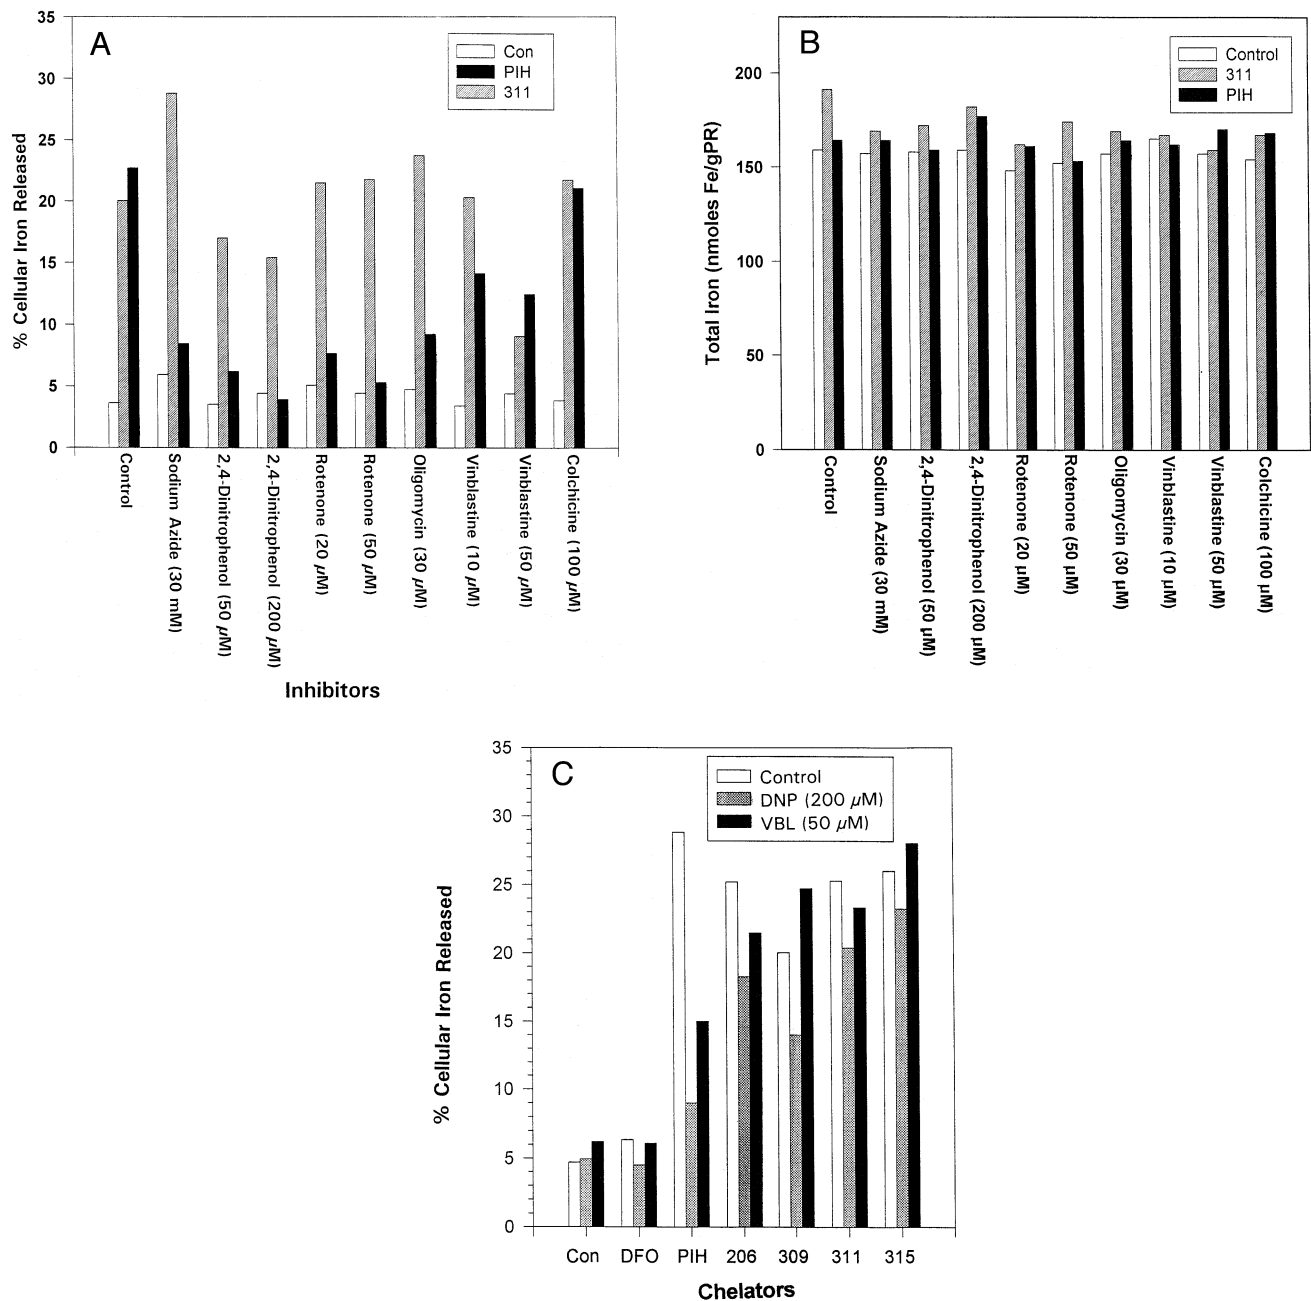 A
Con
PIH
311
% Cellular Iron Released
35
30
25
20
15
10
5
0
Control
Sodium Azide (30 mM)
2,4-Dinitrophenol (50 µM)
2,4-Dinitrophenol (200 µM)
Rotenone (20 µM)
Rotenone (50 µM)
Oligomycin (30 µM)
Vinblastine (10 µM)
Vinblastine (50 µM)
Colchicine (100 µM)
Inhibitors
B
Control
311
PIH
Total Iron (nmoles Fe/gPR)
200
150
100
50
0
Control
Sodium Azide (30 mM)
2,4-Dinitrophenol (50 µM)
2,4-Dinitrophenol (200 µM)
Rotenone (20 µM)
Rotenone (50 µM)
Oligomycin (30 µM)
Vinblastine (10 µM)
Vinblastine (50 µM)
Colchicine (100 µM)
C
Control
DNP (200 µM)
VBL (50 µM)
% Cellular Iron Released
35
30
25
20
15
10
5
0
Con DFO PIH 206 309 311 315
Chelators